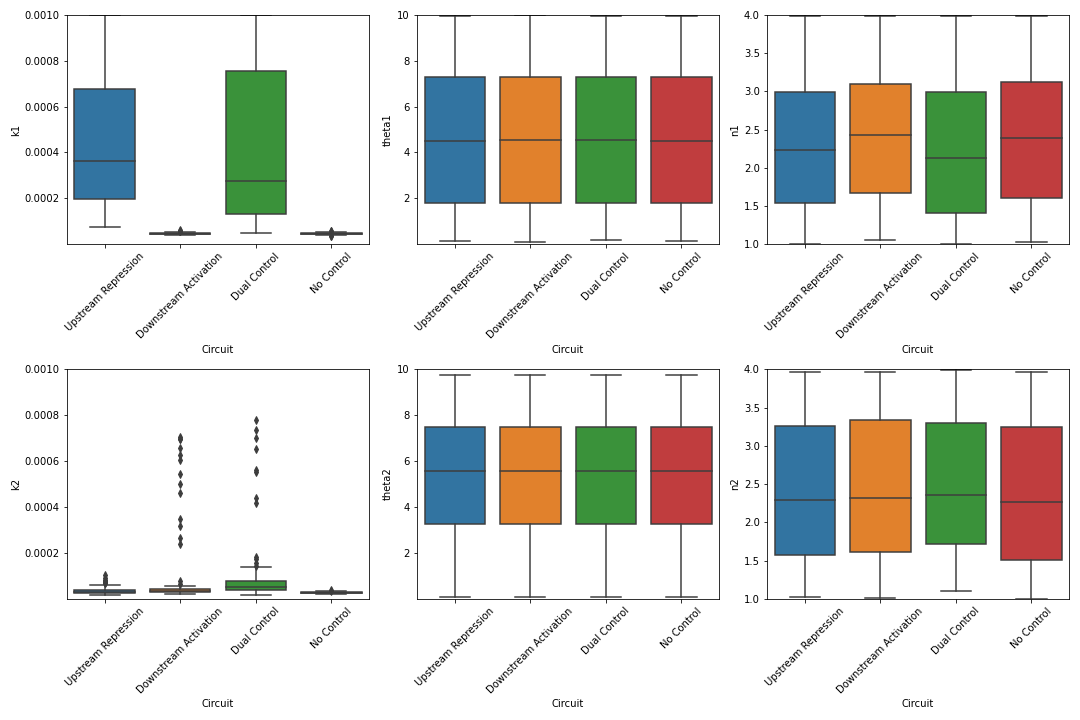 0.0010
0.0008
0.0006
0.0004
0.0002
k1
Upstream Repression
Downstream Activation
Dual Control
No Control
Circuit
10
8
6
4
2
theta1
Upstream Repression
Downstream Activation
Dual Control
No Control
Circuit
4.0
3.5
3.0
2.5
2.0
1.5
1.0
n1
Upstream Repression
Downstream Activation
Dual Control
No Control
Circuit
0.0010
0.0008
0.0006
0.0004
0.0002
k2
Upstream Repression
Downstream Activation
Dual Control
No Control
Circuit
10
8
6
4
2
theta2
Upstream Repression
Downstream Activation
Dual Control
No Control
Circuit
4.0
3.5
3.0
2.5
2.0
1.5
1.0
n2
Upstream Repression
Downstream Activation
Dual Control
No Control
Circuit